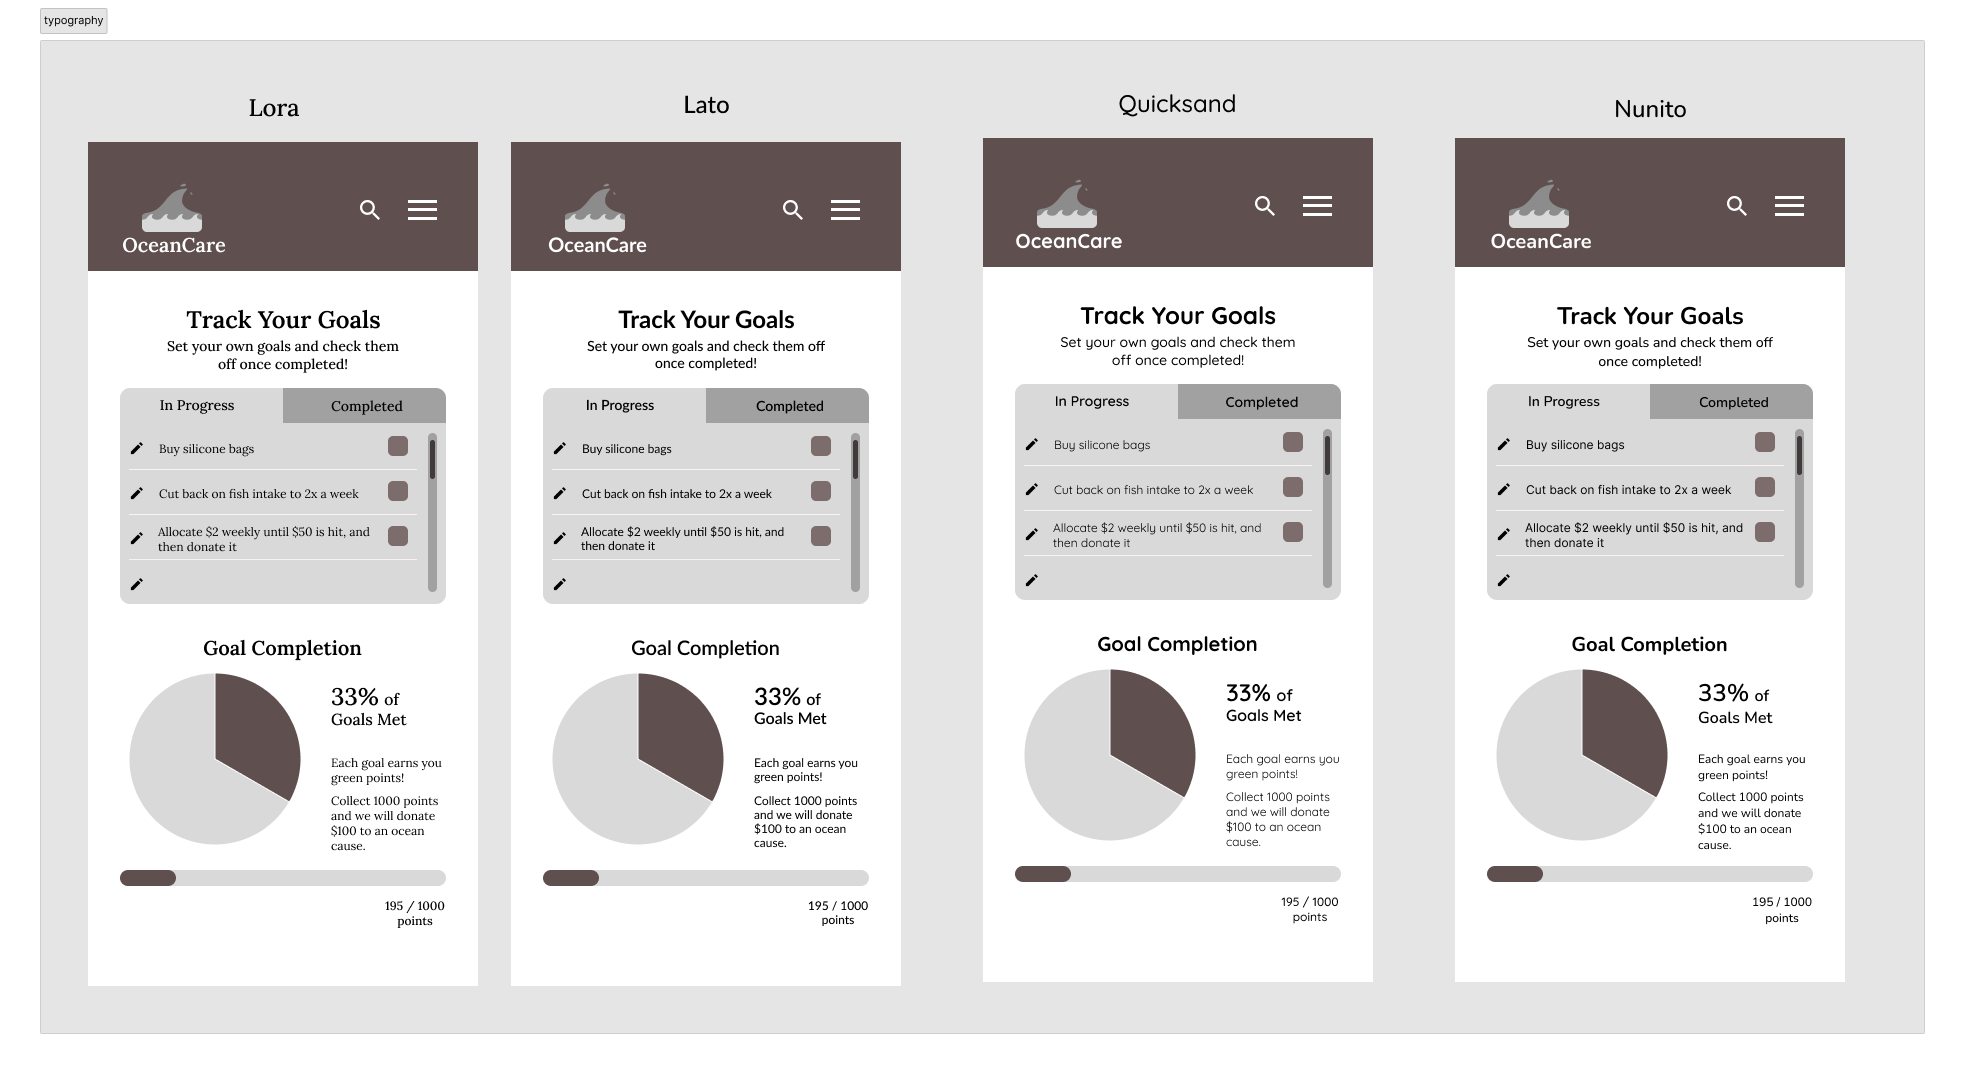 typography
Lora
OceanCare
Track Your Goals
Set your own goals and check them
off once completed!
In Progress
Completed
Buy silicone bags
Cut back on fish intake to 2x a week
Allocate $2 weekly until $50 is hit, and
then donate it
Goal Completion
33% of
Goals Met
Each goal earns you
green points!
Collect 1000 points
and we will donate
$100 to an ocean
cause.
195 / 1000
points
Lato
OceanCare
Track Your Goals
Set your own goals and check them off
once completed!
In Progress
Completed
Buy silicone bags
Cut back on fish intake to 2x a week
Allocate $2 weekly until $50 is hit, and
then donate it
Goal Completion
33% of
Goals Met
Each goal earns you
green points!
Collect 1000 points
and we will donate
$100 to an ocean
cause.
195 / 1000
points
Quicksand
OceanCare
Track Your Goals
Set your own goals and check them
off once completed!
In Progress
Completed
Buy silicone bags
Cut back on fish intake to 2x a week
Allocate $2 weekly until $50 is hit, and
then donate it
Goal Completion
33% of
Goals Met
Each goal earns you
green points!
Collect 1000 points
and we will donate
$100 to an ocean
cause.
195 / 1000
points
Nunito
OceanCare
Track Your Goals
Set your own goals and check them off
once completed!
In Progress
Completed
Buy silicone bags
Cut back on fish intake to 2x a week
Allocate $2 weekly until $50 is hit, and
then donate it
Goal Completion
33% of
Goals Met
Each goal earns you
green points!
Collect 1000 points
and we will donate
$100 to an ocean
cause.
195 / 1000
points